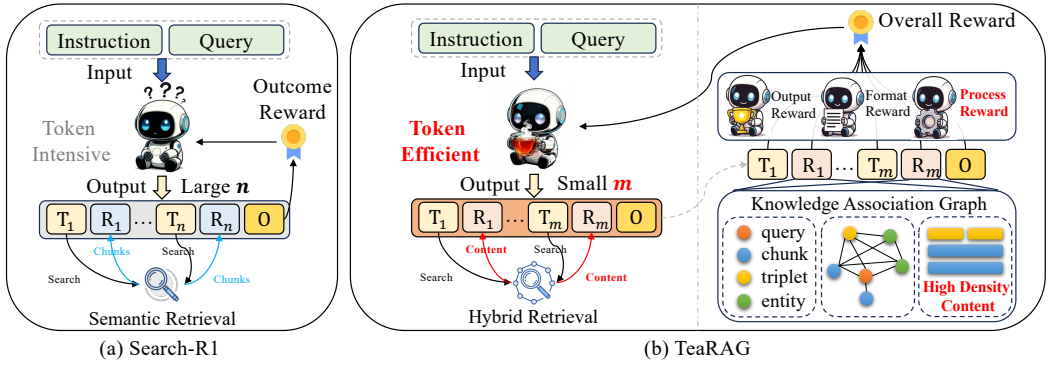 Instruction
Query
Input
? ? ?
Token
Intensive
Outcome
Reward
Output
Large n
T1
R1
...
Tn
Rn
O
Search
Chunks
Search
Chunks
Semantic Retrieval
(a) Search-R1
Instruction
Query
Input
Token
Efficient
Output
Small m
T1
R1
...
Tm
Rm
O
Search
Content
Search
Content
Hybrid Retrieval
Overall Reward
Output
Reward
Format
Reward
Process
Reward
T1
R1
...
Tm
Rm
O
Knowledge Association Graph
query
chunk
triplet
entity
High Density
Content
(b) TeaRAG